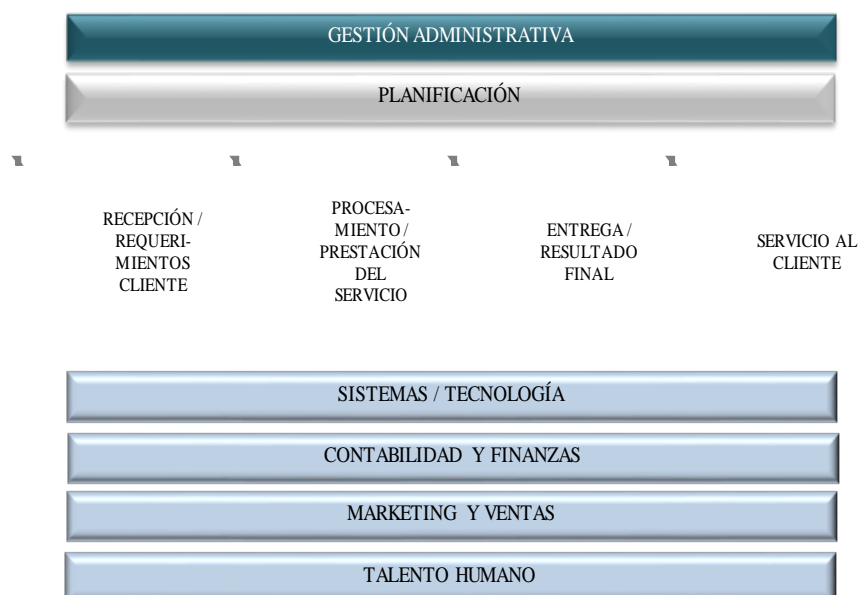 GESTIÓN ADMINISTRATIVA
PLANIFICACIÓN
RECEPCIÓN /
REQUERI-
MIENTOS
CLIENTE
PROCESA-
MIENTO /
PRESTACIÓN
DEL
SERVICIO
ENTREGA /
RESULTADO
FINAL
SERVICIO AL
CLIENTE
SISTEMAS / TECNOLOGÍA
CONTABILIDAD Y FINANZAS
MARKETING Y VENTAS
TALENTO HUMANO